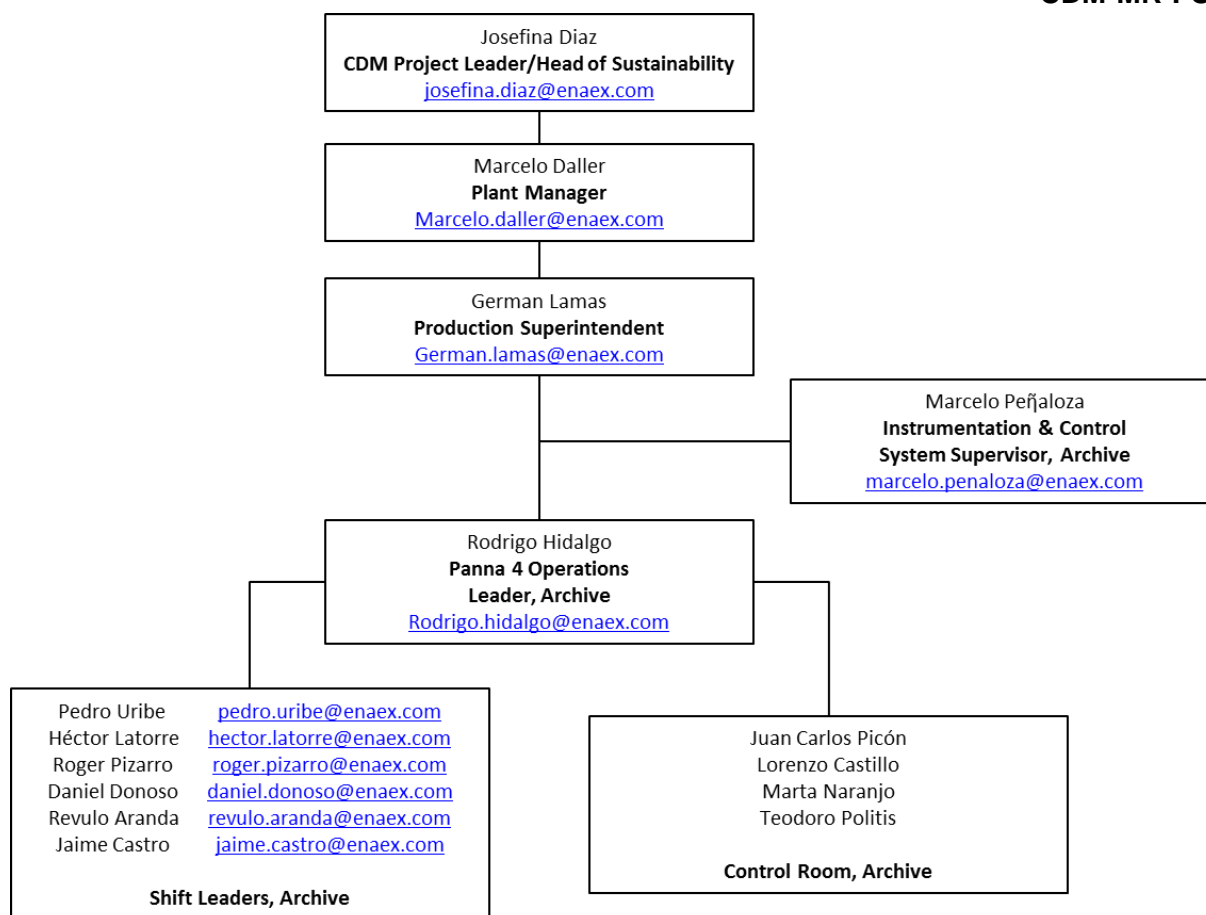 Josefina Diaz
CDM Project Leader/Head of Sustainability
josefina.diaz@enaex.com
Marcelo Daller
Plant Manager
Marcelo.daller@enaex.com
German Lamas
Production Superintendent
German.lamas@enaex.com
Marcelo Peñaloza
Instrumentation & Control
System Supervisor, Archive
marcelo.penaloza@enaex.com
Rodrigo Hidalgo
Panna 4 Operations
Leader, Archive
Rodrigo.hidalgo@enaex.com
Pedro Uribe pedro.uribe@enaex.com
Héctor Latorre hector.latorre@enaex.com
Roger Pizarro roger.pizarro@enaex.com
Daniel Donoso daniel.donoso@enaex.com
Revulo Aranda revulo.aranda@enaex.com
Jaime Castro jaime.castro@enaex.com
Shift Leaders, Archive
Juan Carlos Picón
Lorenzo Castillo
Marta Naranjo
Teodoro Politis
Control Room, Archive